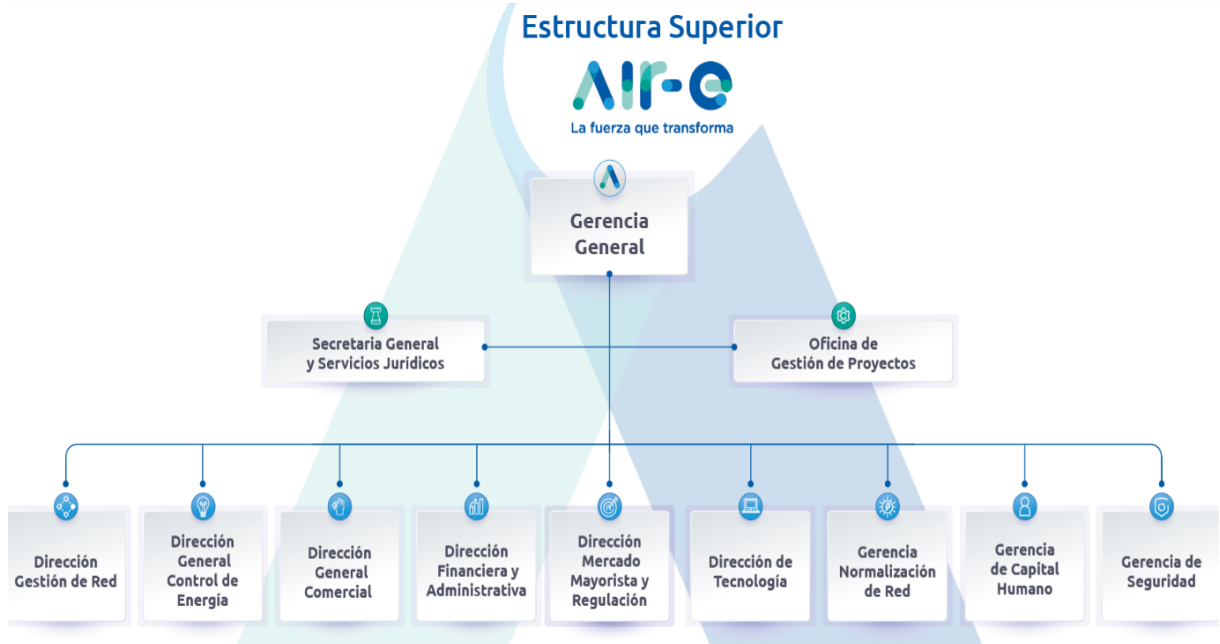 Estructura Superior
AIr-e
La fuerza que transforma
Gerencia
General
Secretaria General
y Servicios Jurídicos
Oficina de
Gestión de Proyectos
Dirección
Gestión de Red
Dirección
General
Control de
Energía
Dirección
General
Comercial
Dirección
Financiera y
Administrativa
Dirección
Mercado
Mayorista y
Regulación
Dirección de
Tecnología
Gerencia
Normalización
de Red
Gerencia
de Capital
Humano
Gerencia de
Seguridad